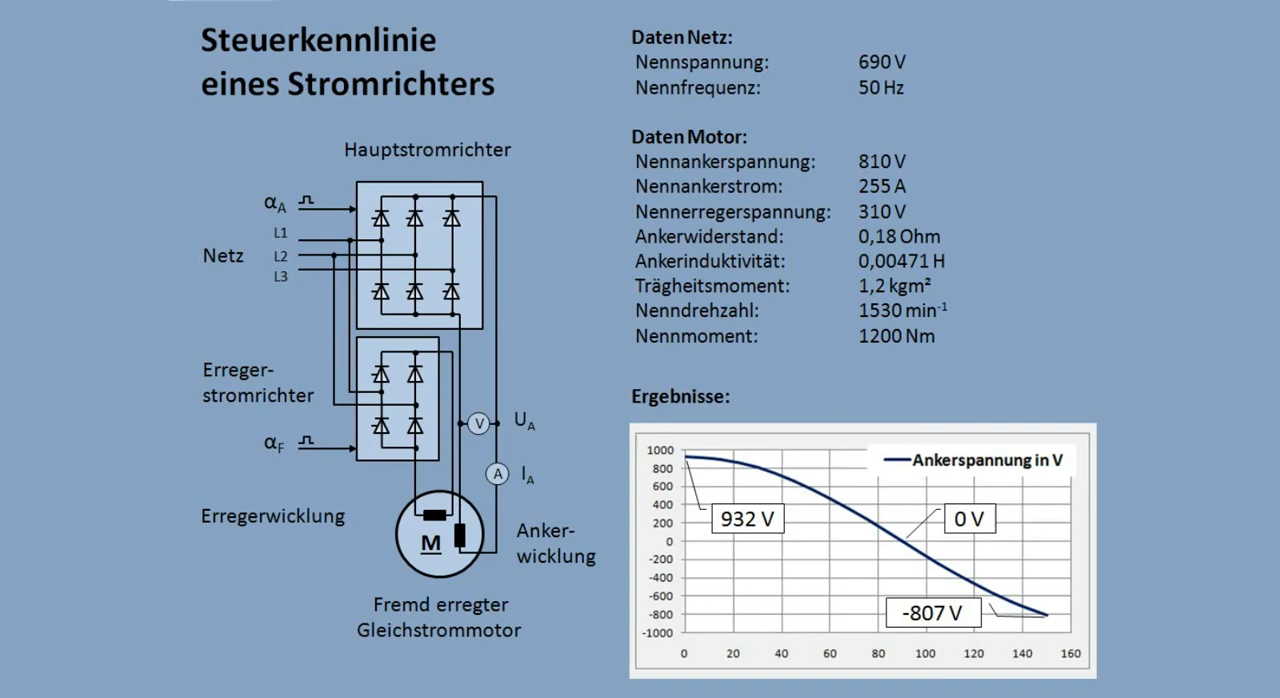 Steuerkennlinie
eines Stromrichters
Hauptstromrichter
αA
L1
Netz L2
L3
Erreger-
stromrichter
αF
V UA
A IA
Erregerwicklung
M
Anker-
wicklung
Fremd erregter
Gleichstrommotor
Daten Netz:
Nennspannung: 690 V
Nennfrequenz: 50 Hz
Daten Motor:
Nennankerspannung: 810 V
Nennankerstrom: 255 A
Nennerregerspannung: 310 V
Ankerwiderstand: 0,18 Ohm
Ankerinduktivität: 0,00471 H
Trägheitsmoment: 1,2 kgm²
Nenndrehzahl: 1530 min⁻¹
Nennmoment: 1200 Nm
Ergebnisse:
Ankerspannung in V
1000
800
600
400
200
0
-200
-400
-600
-800
-1000
932 V
0 V
-807 V
0 20 40 60 80 100 120 140 160